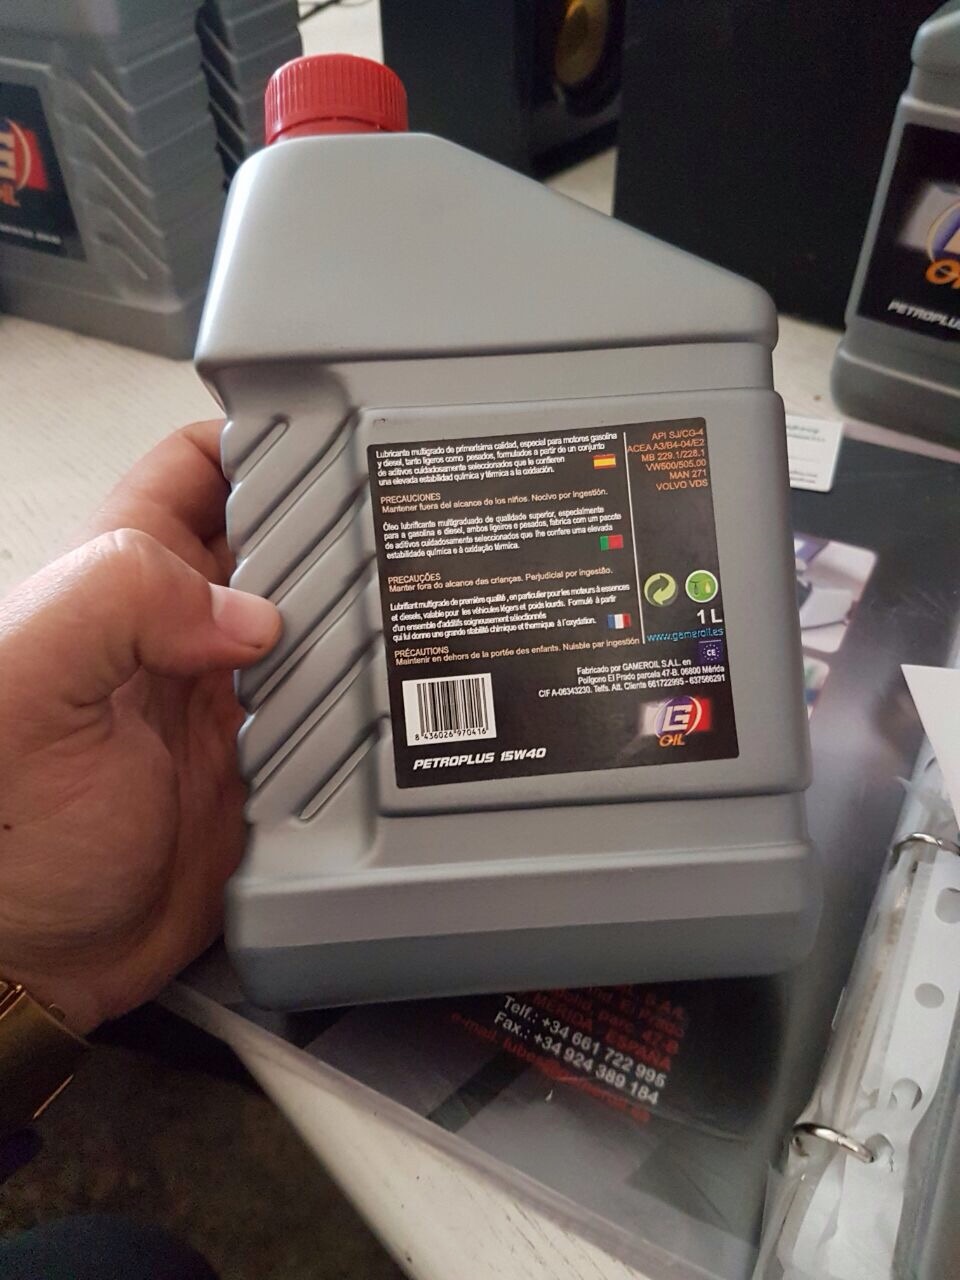 Lubricante multigrado de primerísima calidad, especial para motores gasolina
y diesel, tanto ligeros como pesados, formulados a partir de un conjunto
de aditivos cuidadosamente seleccionados que le confieren
una elevada estabilidad química y térmica a la oxidación.
PRECAUCIONES
Mantener fuera del alcance de los niños. Nocivo por ingestión.
Óleo lubrificante multigraduado de qualidade superior, especialmente
para a gasolina e diesel, ambos ligeiros e pesados, fabrica com um pacote
de aditivos cuidadosamente seleccionados que lhe confere uma elevada
estabilidade química e à oxidação térmica.
PRECAUÇÕES
Manter fora do alcance das crianças. Perjudicial por ingestão.
Lubrifiant multigrade de première qualité, en particulier pour les moteurs à essences
et diesels, valable pour les véhicules légers et poids lourds. Formulé à partir
d'un ensemble d'additifs soigneusement sélectionnés
qui lui donne une grande stabilité chimique et thermique à l'oxydation.
PRÉCAUTIONS
Maintenir en dehors de la portée des enfants. Nuisible par ingestión
API SJ/CG-4
ACEA A3/B4-04/E2
MB 229.1/228.1
VW500/505.00
MAN 271
VOLVO VDS
1 L
www.gameroil.es
CE
Fabricado por GAMEROIL S.A.L. en
Polígono El Prado parcela 47-B. 06800 Mérida
CIF A-06343230. Telfs. Att. Cliente 661722995 - 637566291
8 436026 970416
G
OIL
PETROPLUS 15W40
MÉRIDA - ESPAÑA
Telf.: +34 661 722 995
Fax.: +34 924 389 184
OIL
PETROPLUS